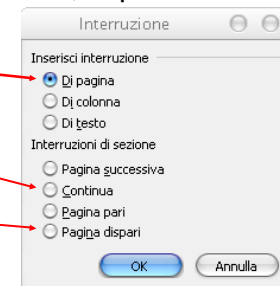 Interruzione
Inserisci interruzione
Di pagina
Di colonna
Di testo
Interruzioni di sezione
Pagina successiva
Continua
Pagina pari
Pagina dispari
OK Annulla